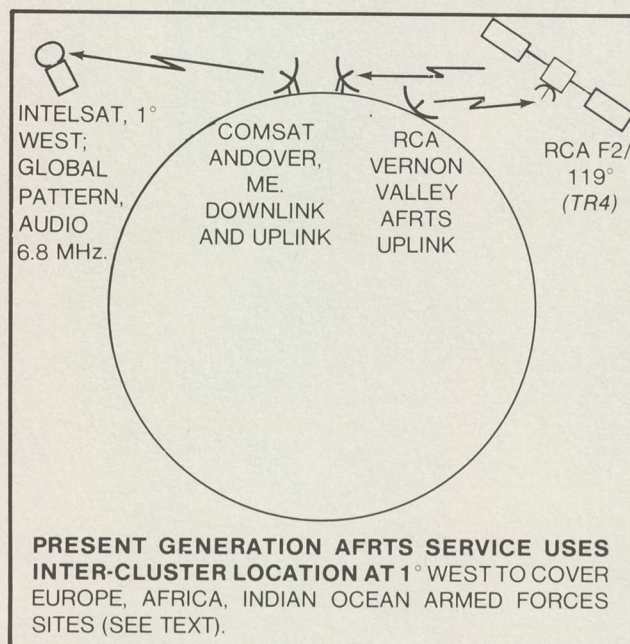 INTELSAT, 1°
WEST;
GLOBAL
PATTERN,
AUDIO
6.8 MHz.
COMSAT
ANDOVER,
ME.
DOWNLINK
AND UPLINK
RCA
VERNON
VALLEY
AFRTS
UPLINK
RCA F2/
119°
(TR4)
PRESENT GENERATION AFRTS SERVICE USES
INTER-CLUSTER LOCATION AT 1° WEST TO COVER
EUROPE, AFRICA, INDIAN OCEAN ARMED FORCES
SITES (SEE TEXT).